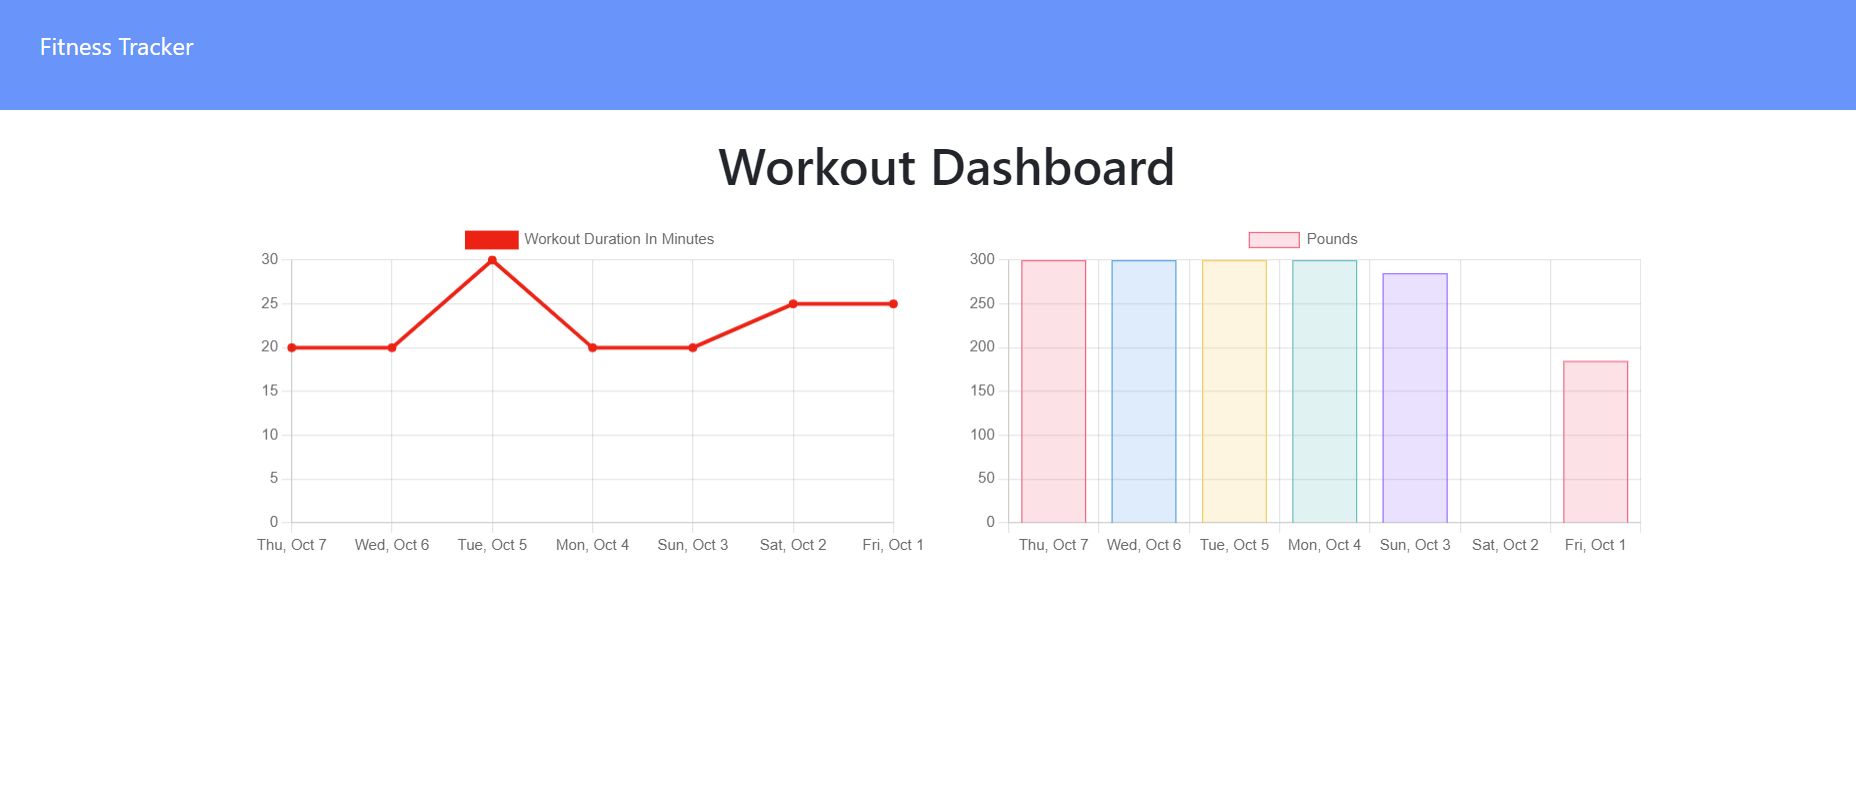 Fitness Tracker
Workout Dashboard
Workout Duration In Minutes
30
25
20
15
10
5
0
Thu, Oct 7 Wed, Oct 6 Tue, Oct 5 Mon, Oct 4 Sun, Oct 3 Sat, Oct 2 Fri, Oct 1
Pounds
300
250
200
150
100
50
0
Thu, Oct 7 Wed, Oct 6 Tue, Oct 5 Mon, Oct 4 Sun, Oct 3 Sat, Oct 2 Fri, Oct 1